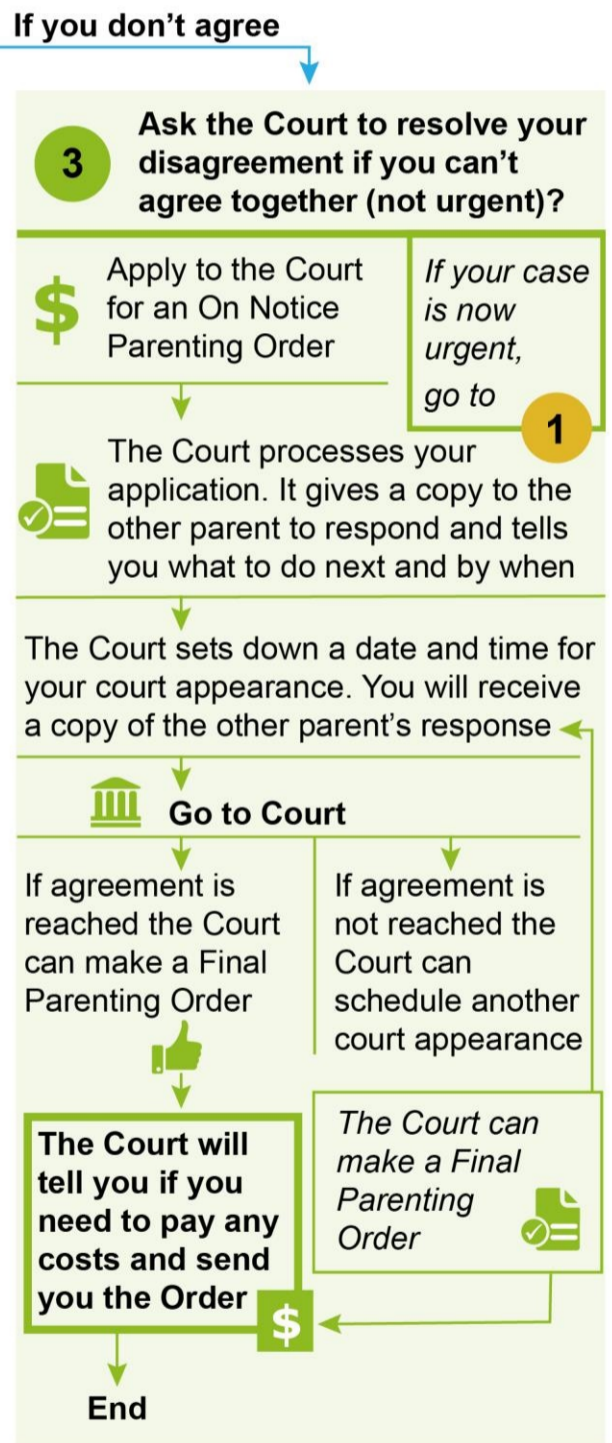 If you don’t agree
3
Ask the Court to resolve your
disagreement if you can’t
agree together (not urgent)?
$
Apply to the Court
for an On Notice
Parenting Order
If your case
is now
urgent,
go to
1
The Court processes your
application. It gives a copy to the
other parent to respond and tells
you what to do next and by when
The Court sets down a date and time for
your court appearance. You will receive
a copy of the other parent’s response
Go to Court
If agreement is
reached the Court
can make a Final
Parenting Order
If agreement is
not reached the
Court can
schedule another
court appearance
The Court will
tell you if you
need to pay any
costs and send
you the Order
$
The Court can
make a Final
Parenting
Order
End